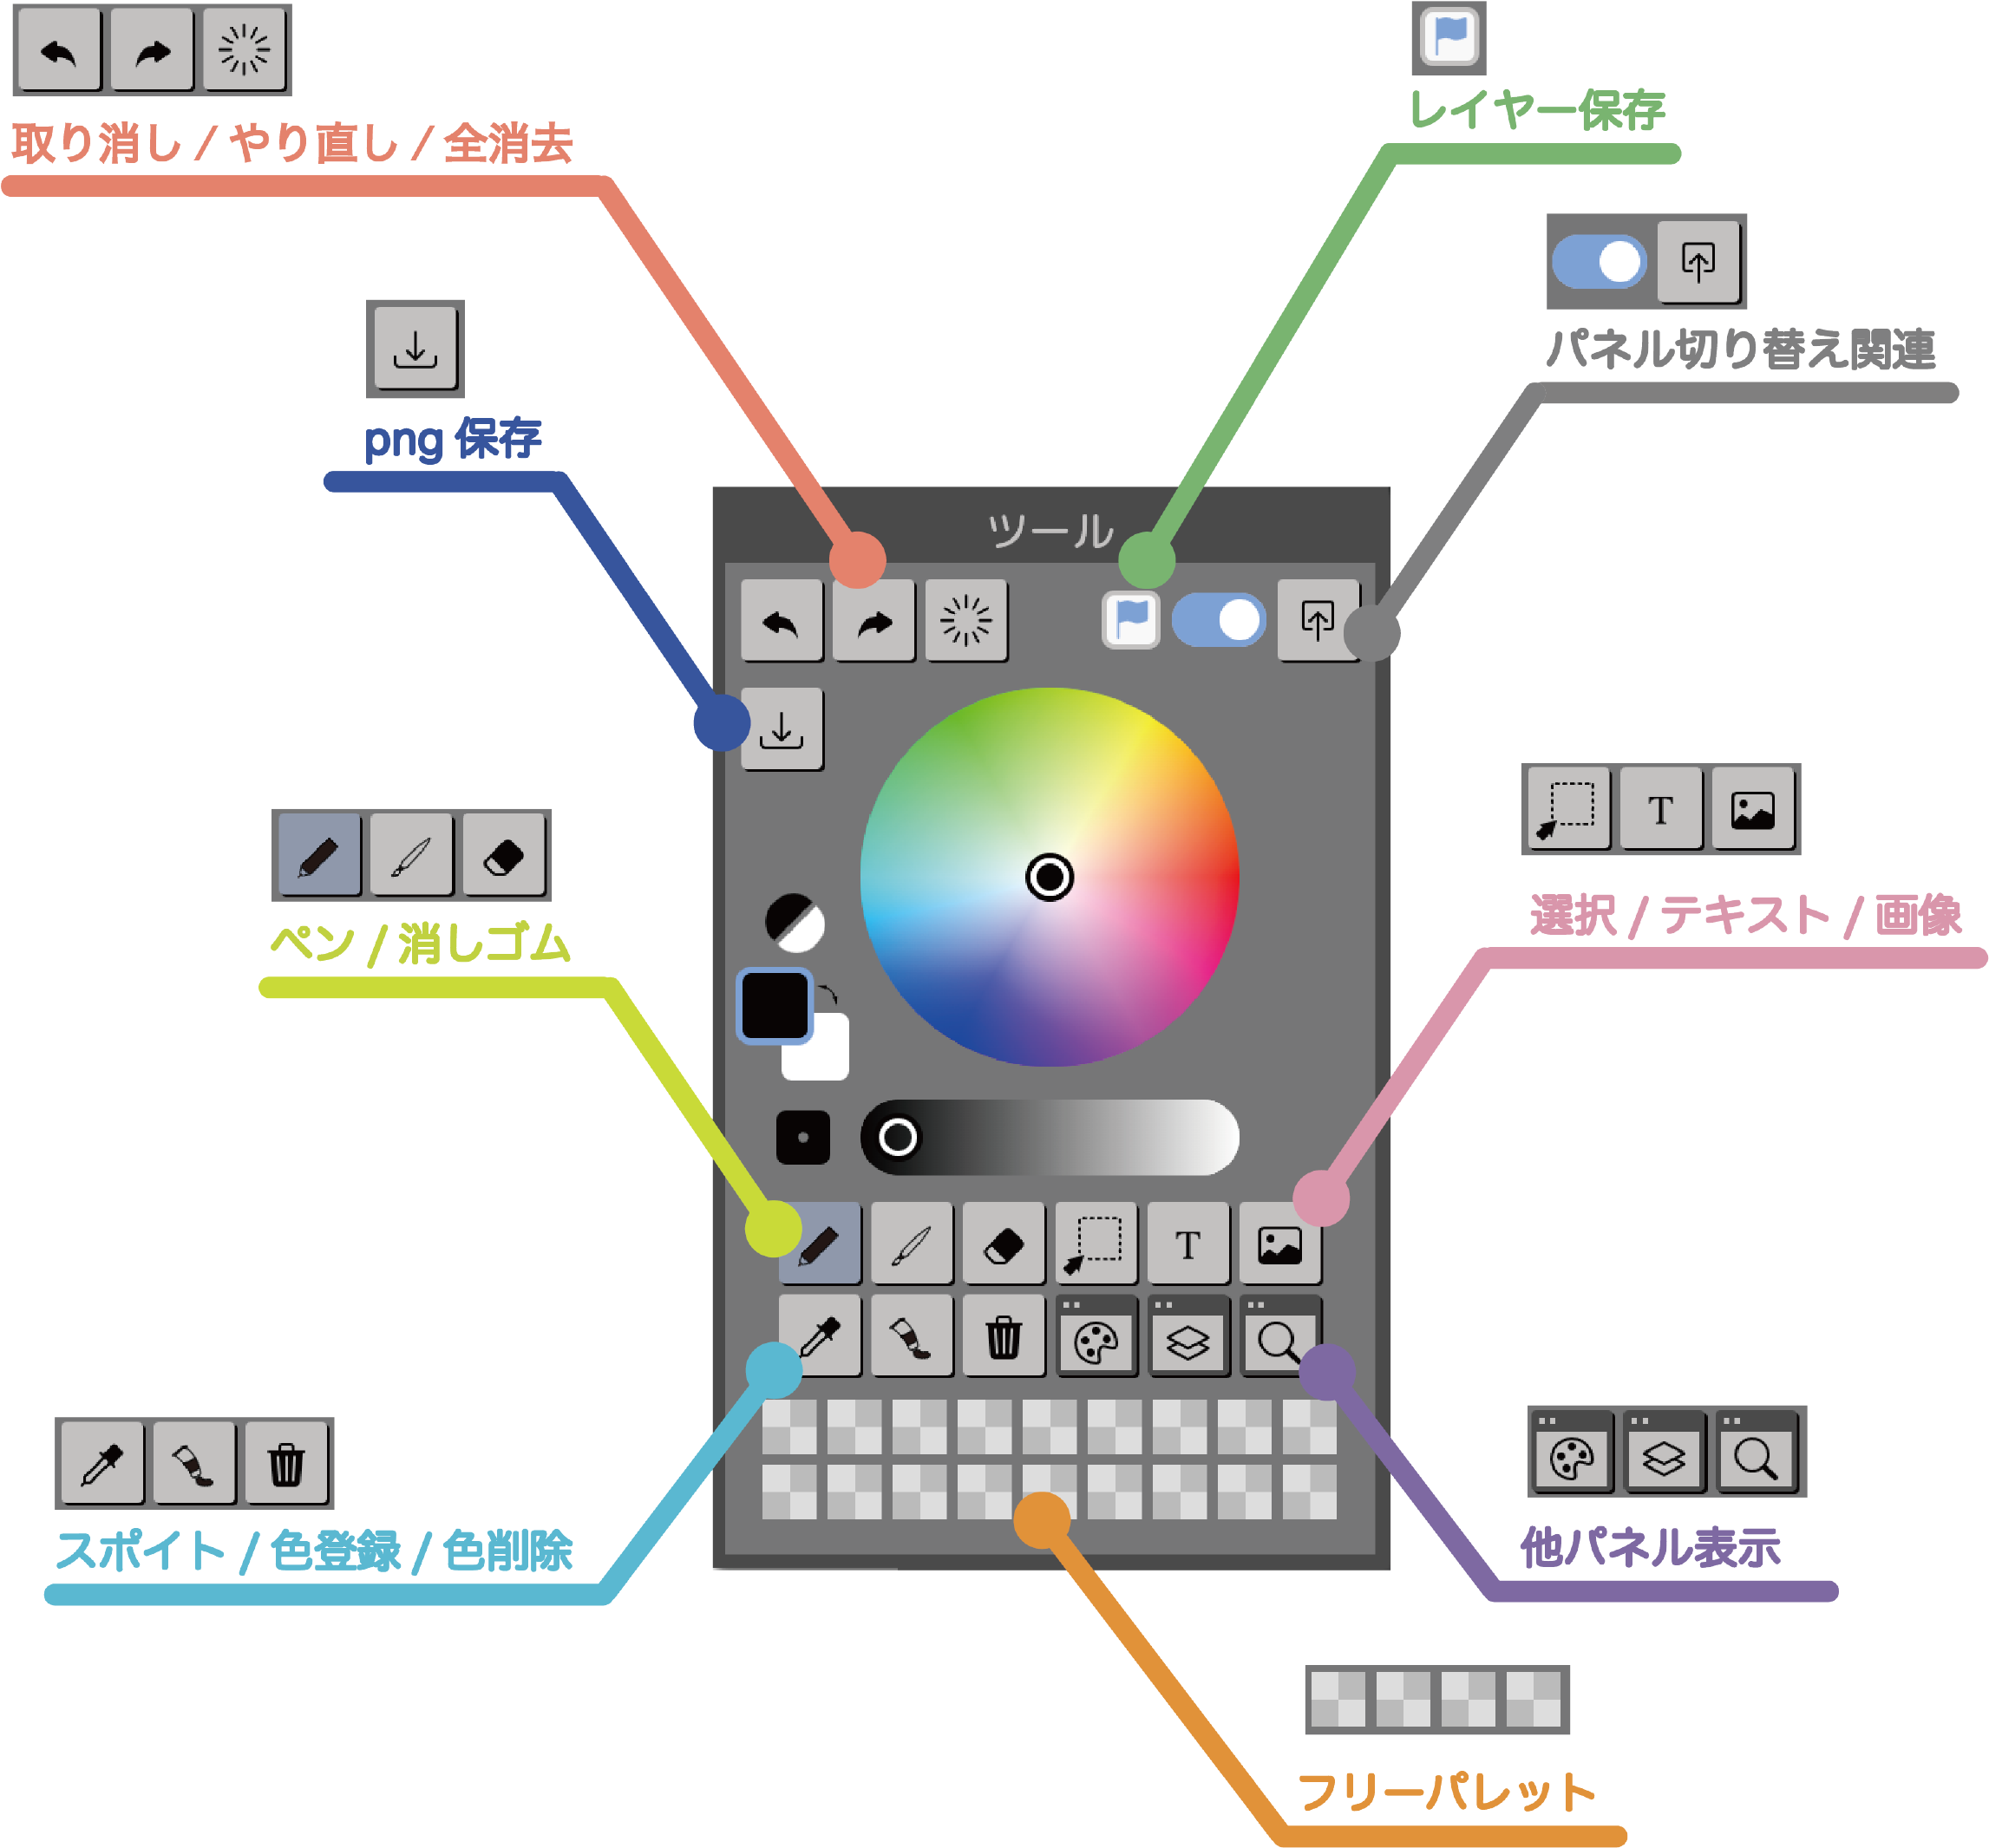 取り消し / やり直し / 全消去
レイヤー保存
パネル切り替え関連
png 保存
ツール
選択 / テキスト / 画像
T
ペン / 消しゴム
T
スポイト / 色登録 / 色削除
他パネル表示
フリーパレット